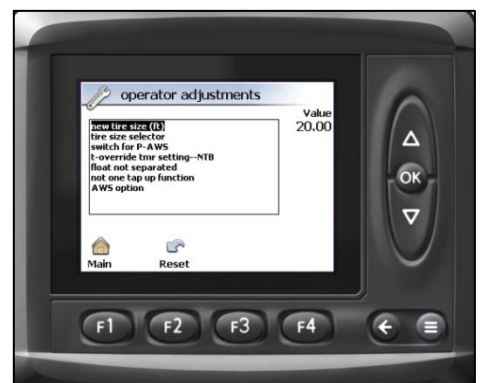 operator adjustments
Value
20.00
new tire size (ft)
tire size selector
switch for P-AWS
t-override tmr setting--NTB
float not separated
not one tap up function
AWS option
Main Reset
OK
F1 F2 F3 F4